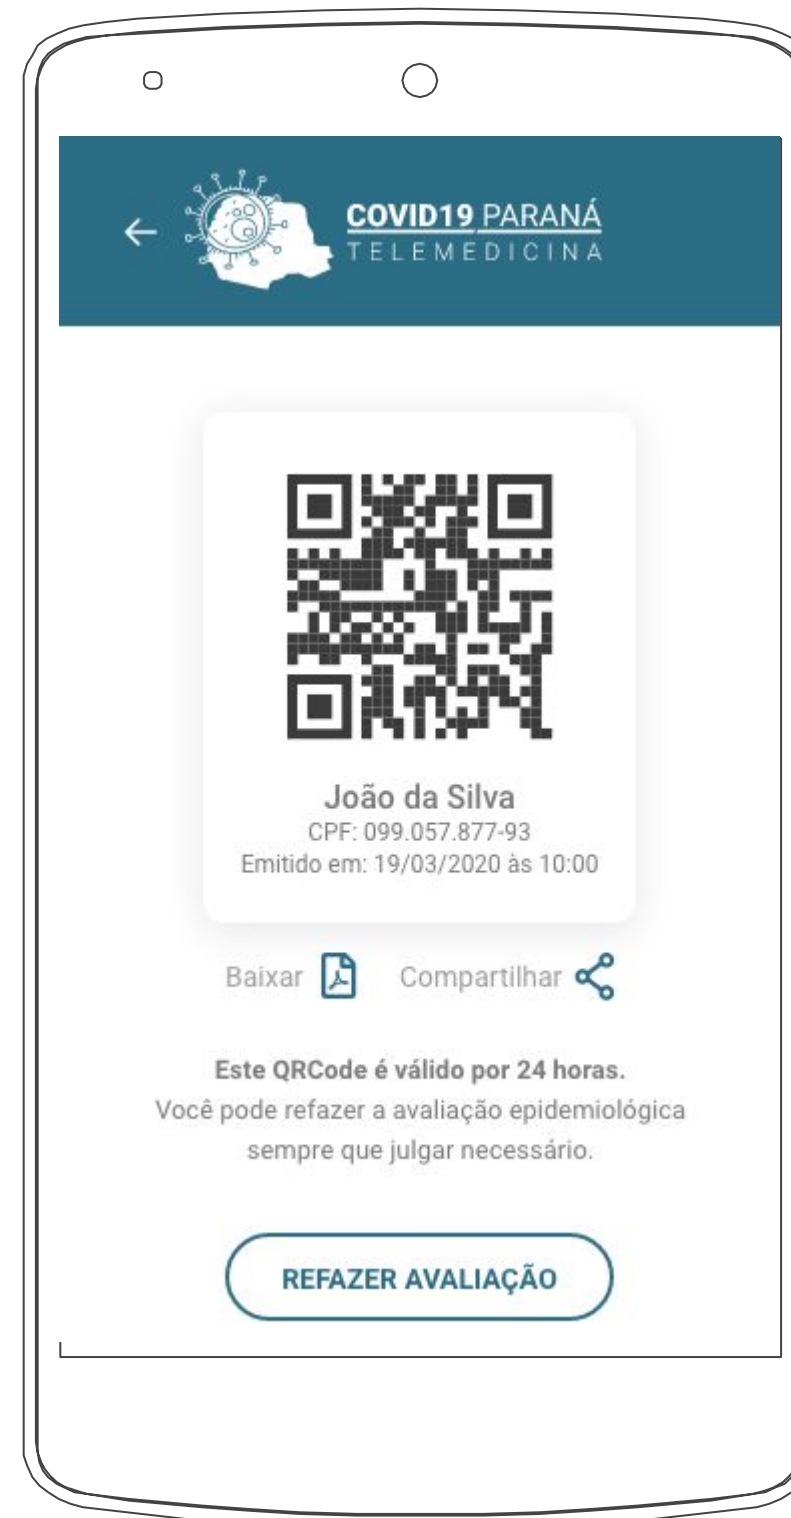 COVID19 PARANÁ
TELEMEDICINA
João da Silva
CPF: 099.057.877-93
Emitido em: 19/03/2020 às 10:00
Baixar Compartilhar
Este QRCode é válido por 24 horas.
Você pode refazer a avaliação epidemiológica
sempre que julgar necessário.
REFAZER AVALIAÇÃO